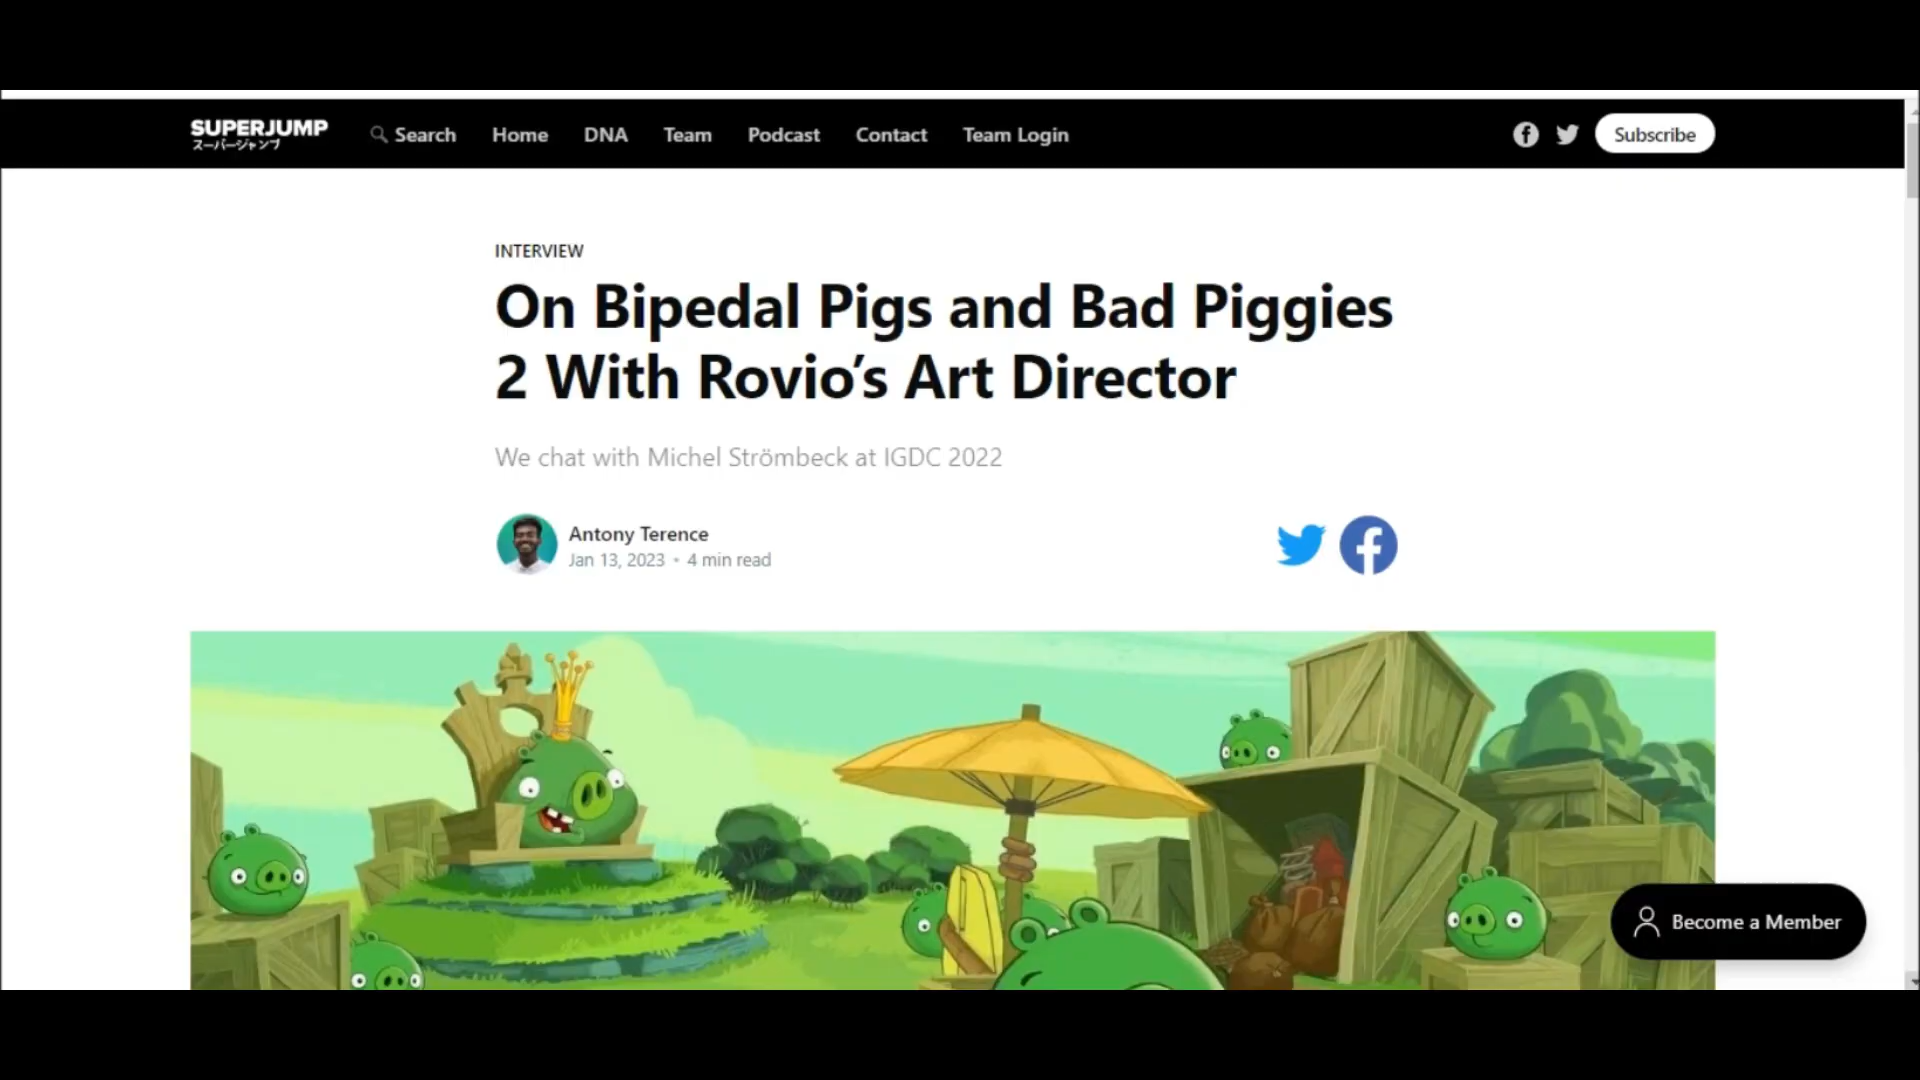 SUPERJUMP
スーパージャンプ
Search Home DNA Team Podcast Contact Team Login
Subscribe
INTERVIEW
On Bipedal Pigs and Bad Piggies
2 With Rovio’s Art Director
We chat with Michel Strömbeck at IGDC 2022
Antony Terence
Jan 13, 2023 • 4 min read
Become a Member